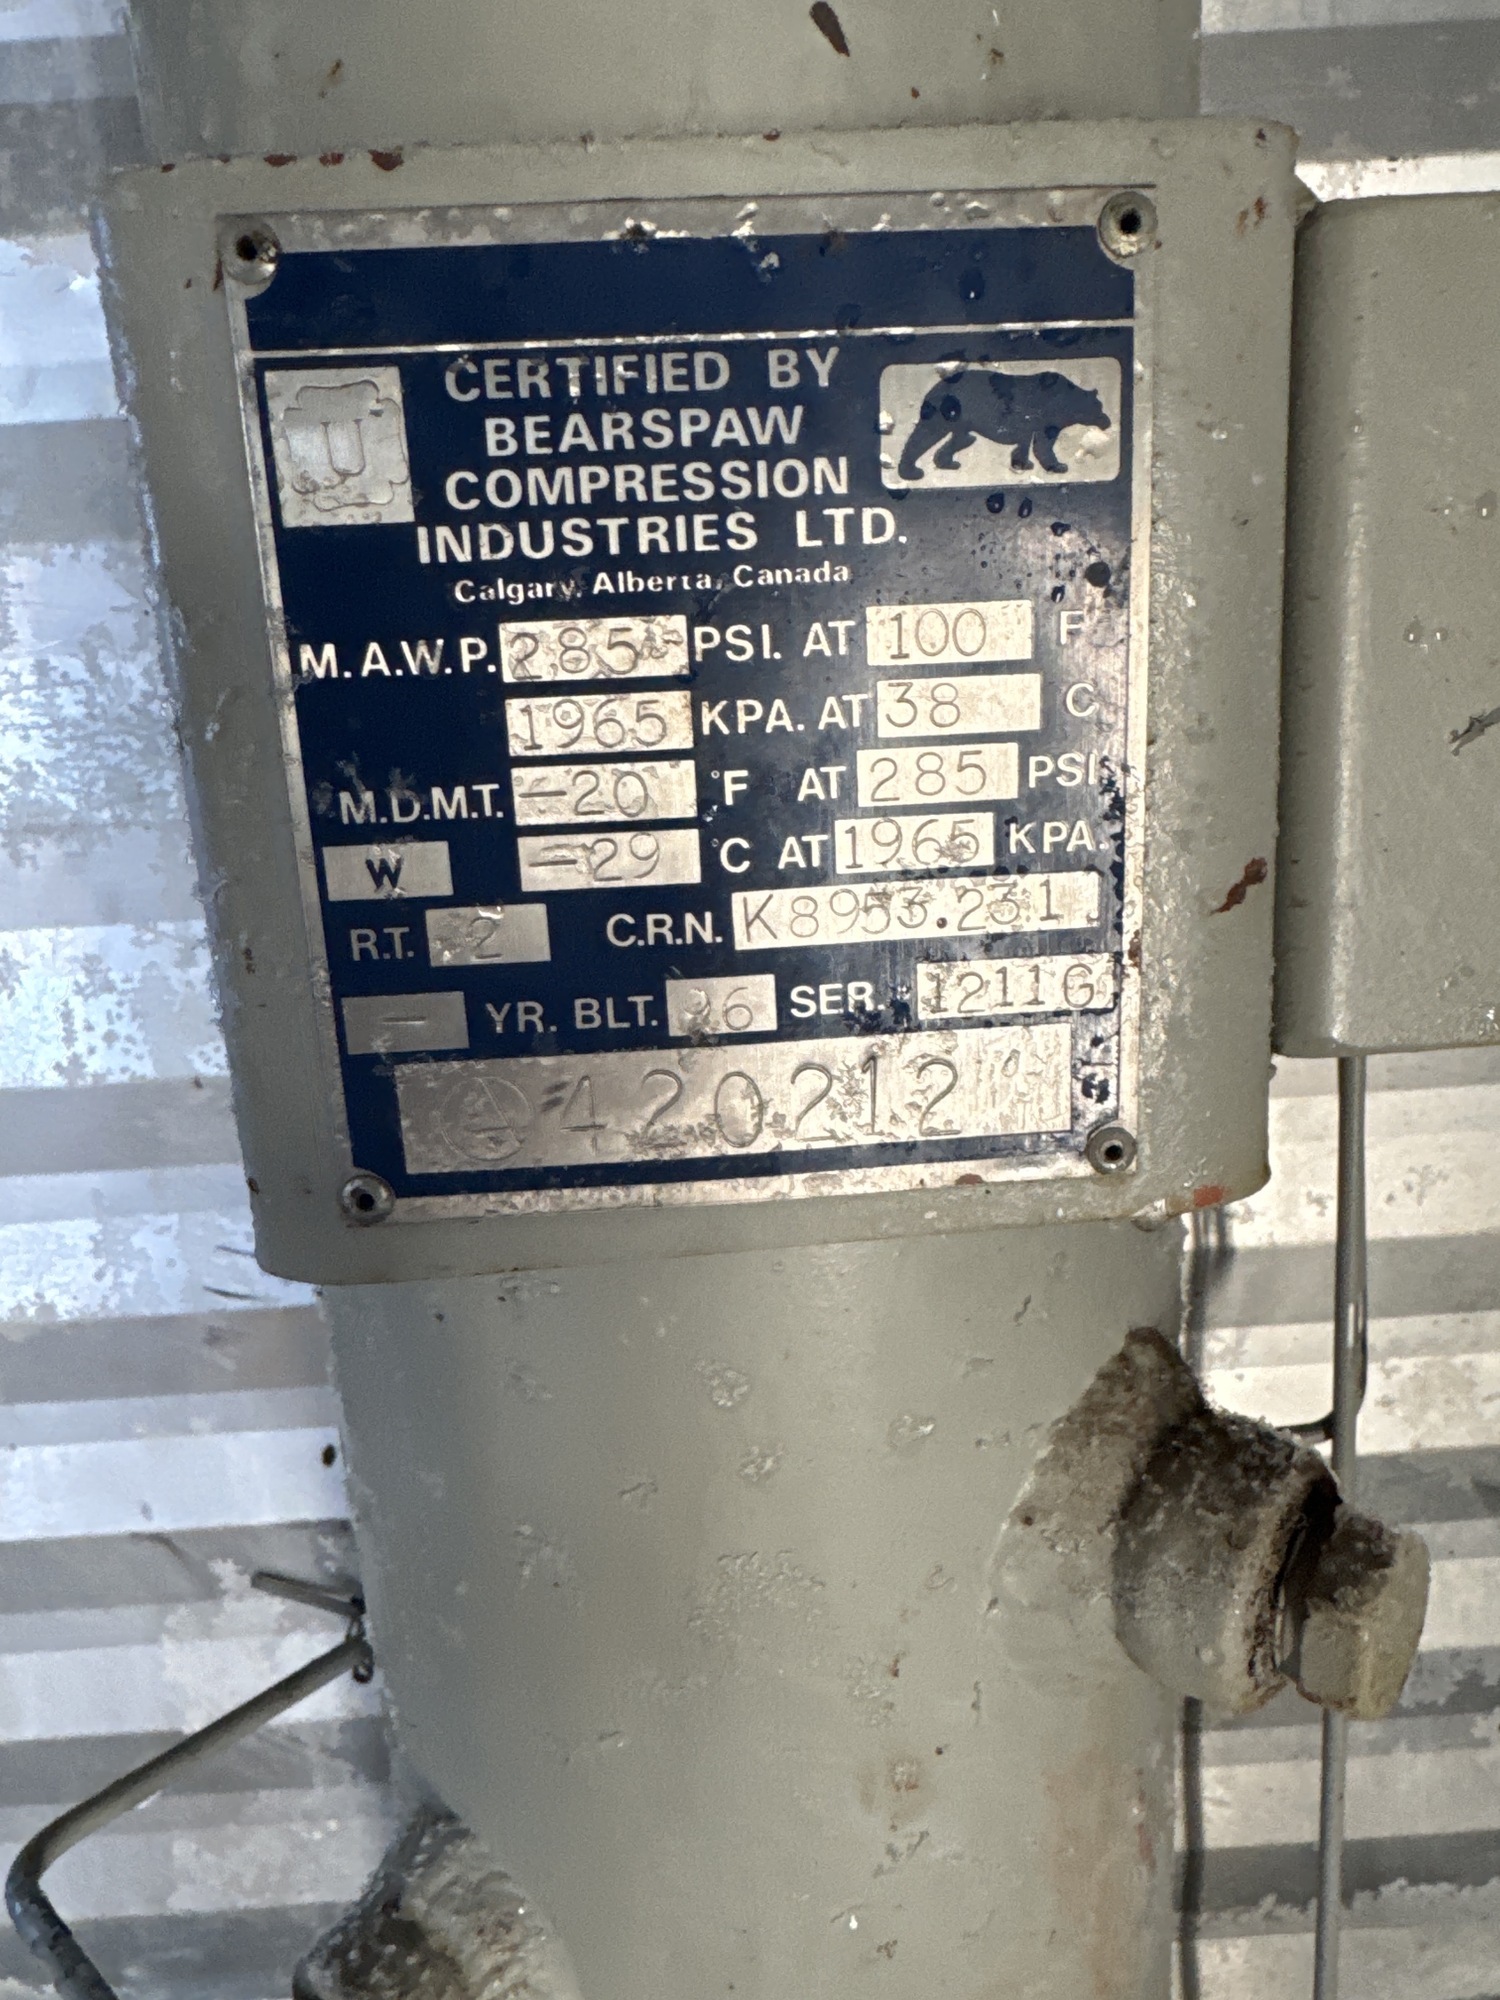 U
CERTIFIED BY
BEARSPAW
COMPRESSION
INDUSTRIES LTD.
Calgary, Alberta, Canada
M.A.W.P. 285 PSI. AT 100 F
1965 KPA. AT 38 C
M.D.M.T. -20 °F AT 285 PSI.
W -29 °C AT 1965 KPA.
R.T. 2 C.R.N. K8953.231
- YR. BLT. 96 SER. 1211G
A 420212